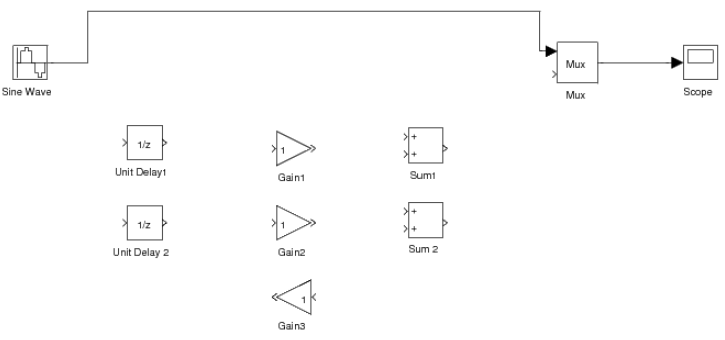 Mux
Sine Wave
Mux
Scope
1/z
1
+
+
Unit Delay1
Gain1
Sum1
1/z
1
+
+
Unit Delay 2
Gain2
Sum 2
1
Gain3